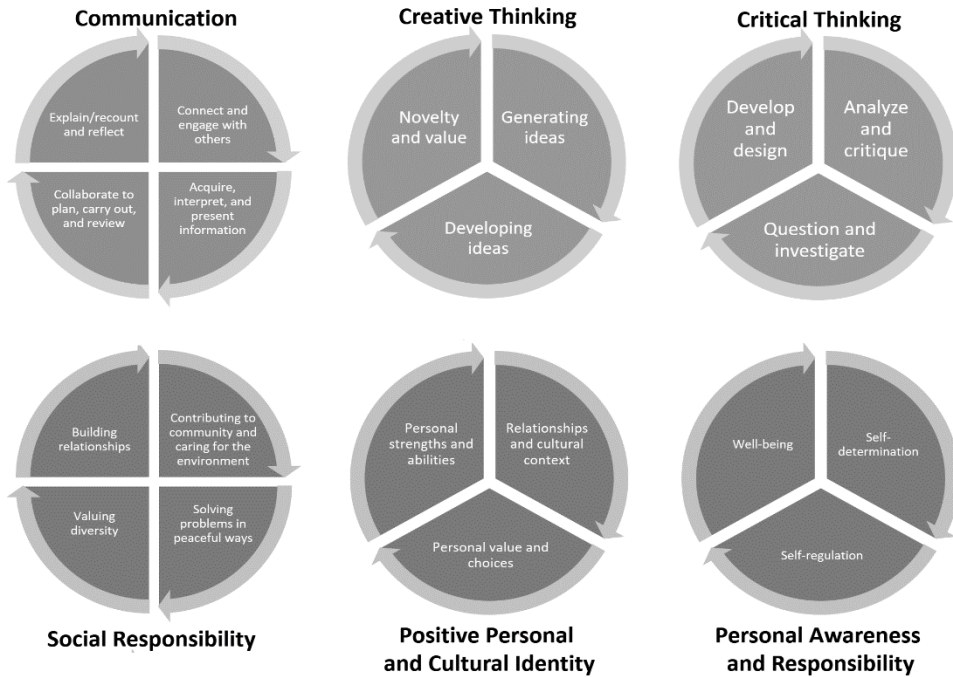 Communication
Explain/recount
and reflect
Connect and
engage with
others
Collaborate to
plan, carry out,
and review
Acquire,
interpret, and
present
information
Creative Thinking
Novelty
and value
Generating
ideas
Developing
ideas
Critical Thinking
Develop
and
design
Analyze
and
critique
Question and
investigate
Building
relationships
Contributing to
community and
caring for the
environment
Valuing
diversity
Solving
problems in
peaceful ways
Social Responsibility
Personal
strengths and
abilities
Relationships
and cultural
context
Personal value and
choices
Positive Personal
and Cultural Identity
Well-being
Self-
determination
Self-regulation
Personal Awareness
and Responsibility